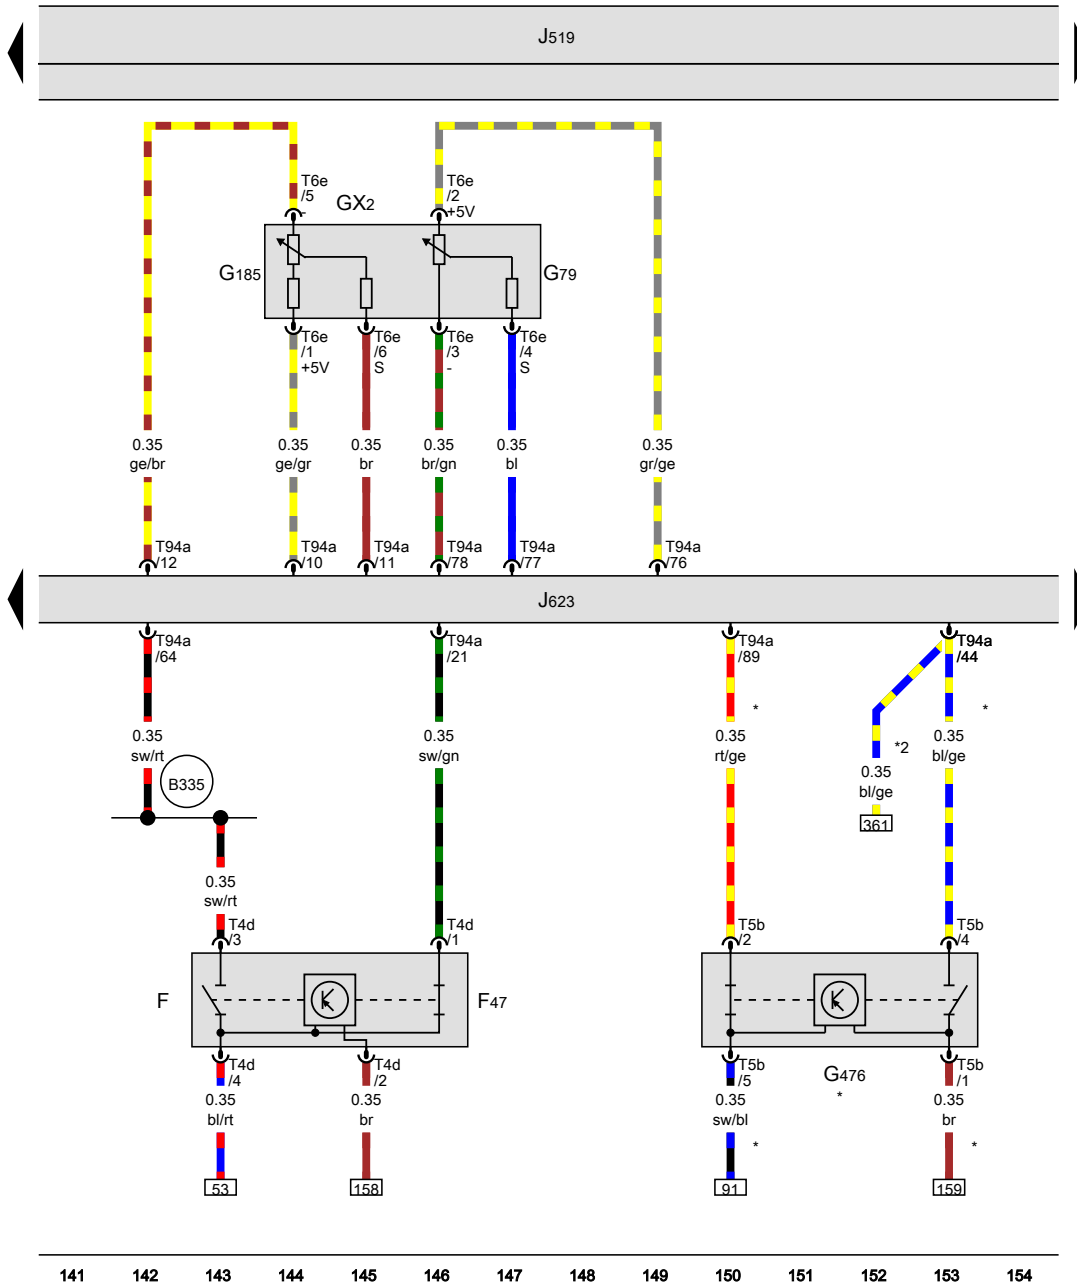 J519
T6e
/5
-
GX2
T6e
/2
+5V
G185
G79
T6e
/1
+5V
T6e
/6
S
T6e
/3
-
T6e
/4
S
0.35
ge/br
0.35
ge/gr
0.35
br
0.35
br/gn
0.35
bl
0.35
gr/ge
T94a
/12
T94a
/10
T94a
/11
T94a
/78
T94a
/77
T94a
/76
J623
T94a
/64
T94a
/21
T94a
/89
T94a
/44
*
*
0.35
sw/rt
0.35
sw/gn
0.35
rt/ge
*2
0.35
bl/ge
B335
0.35
bl/ge
361
0.35
sw/rt
T4d
/3
T4d
/1
T5b
/2
T5b
/4
F
F47
T4d
/4
T4d
/2
T5b
/5
G476
*
T5b
/1
0.35
bl/rt
0.35
br
0.35
sw/bl
0.35
br
*
*
53
158
91
159
141 142 143 144 145 146 147 148 149 150 151 152 153 154